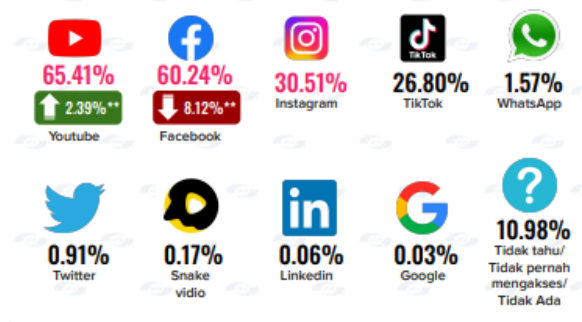 65.41%
2.39%**
Youtube
60.24%
8.12%**
Facebook
30.51%
Instagram
TikTok
26.80%
TikTok
1.57%
WhatsApp
0.91%
Twitter
0.17%
Snake
vidio
in
0.06%
Linkedin
G
0.03%
Google
?
10.98%
Tidak tahu/
Tidak pernah
mengakses/
Tidak Ada